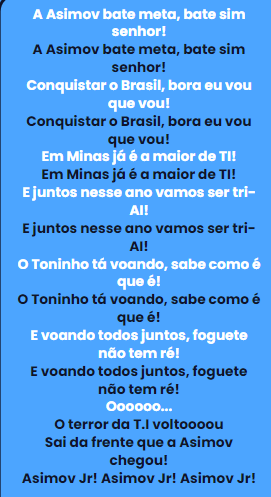 A Asimov bate meta, bate sim
senhor!
A Asimov bate meta, bate sim
senhor!
Conquistar o Brasil, bora eu vou
que vou!
Conquistar o Brasil, bora eu vou
que vou!
Em Minas já é a maior de TI!
Em Minas já é a maior de TI!
E juntos nesse ano vamos ser tri-
AI!
E juntos nesse ano vamos ser tri-
AI!
O Toninho tá voando, sabe como é
que é!
O Toninho tá voando, sabe como é
que é!
E voando todos juntos, foguete
não tem ré!
E voando todos juntos, foguete
não tem ré!
Oooooo...
O terror da T.I voltoooou
Sai da frente que a Asimov
chegou!
Asimov Jr! Asimov Jr! Asimov Jr!